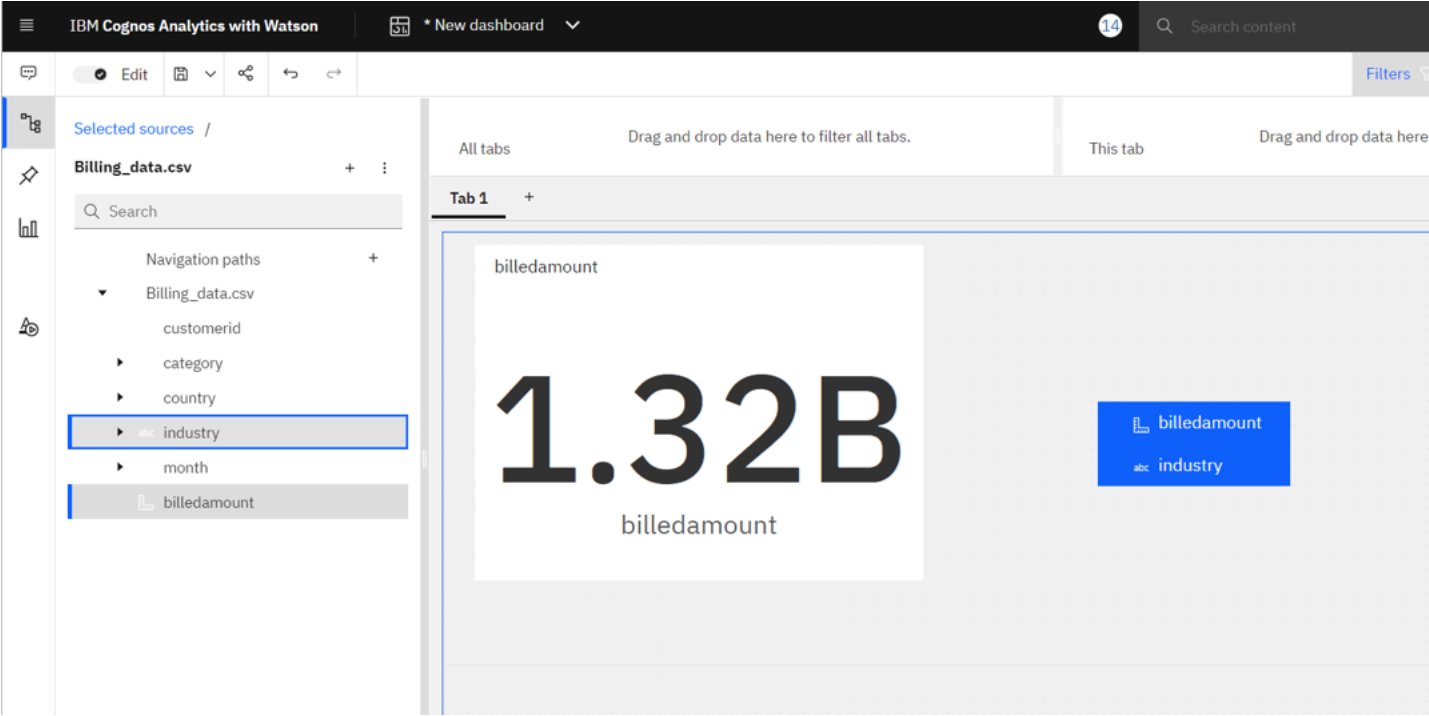 IBM Cognos Analytics with Watson
* New dashboard
14
Search content
Edit
Filters
Selected sources /
Billing_data.csv
Search
Navigation paths
Billing_data.csv
customerid
category
country
abc industry
month
billedamount
All tabs
Drag and drop data here to filter all tabs.
This tab
Drag and drop data here
Tab 1
billedamount
1.32B
billedamount
billedamount
abc industry